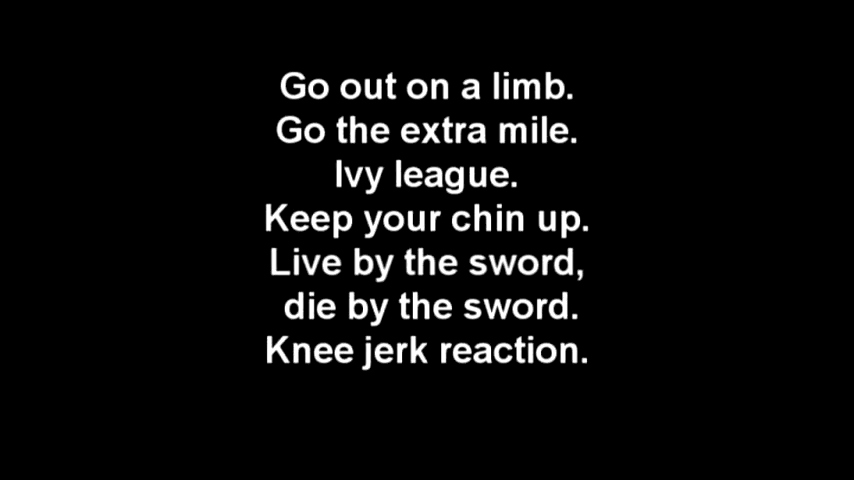 Go out on a limb.
Go the extra mile.
Ivy league.
Keep your chin up.
Live by the sword,
die by the sword.
Knee jerk reaction.